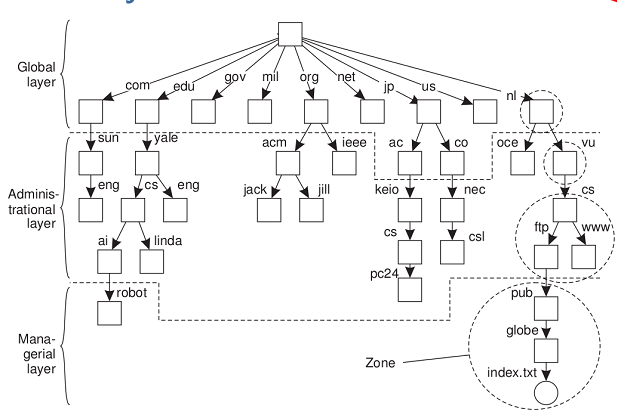 Global
layer
com
edu
gov
mil
org
net
jp
us
nl
sun
yale
acm
ieee
ac
co
oce
vu
Adminis-
trational
layer
eng
cs
eng
jack
jill
keio
nec
cs
ai
linda
cs
csl
ftp
www
pc24
robot
pub
Mana-
gerial
layer
globe
Zone
index.txt